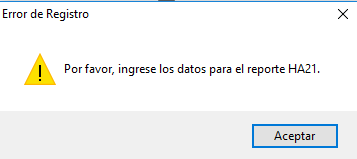 Error de Registro
Por favor, ingrese los datos para el reporte HA21.
Aceptar